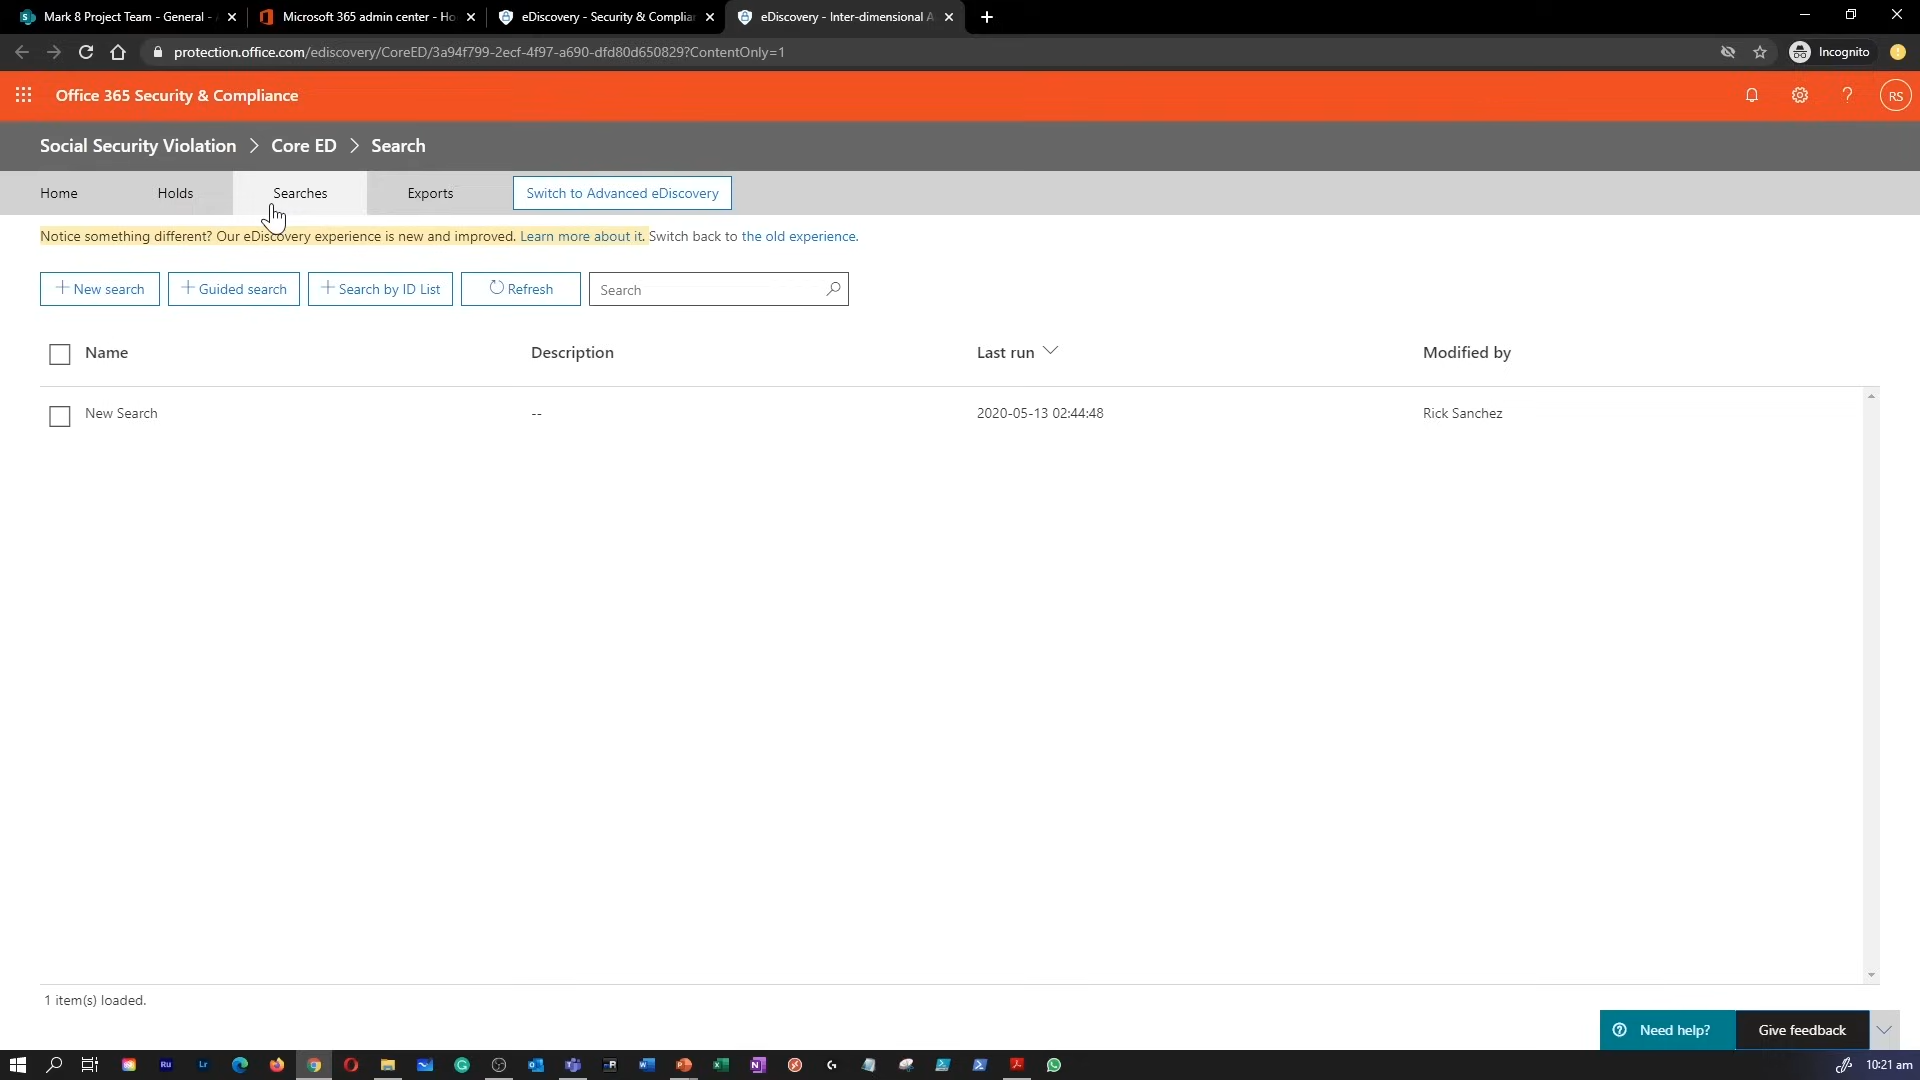 Mark 8 Project Team - General -
Microsoft 365 admin center - Ho
eDiscovery - Security & Complian
eDiscovery - Inter-dimensional A
protection.office.com/ediscovery/CoreED/3a94f799-2ecf-4f97-a690-dfd80d650829?ContentOnly=1
Incognito
Office 365 Security & Compliance
RS
Social Security Violation > Core ED > Search
Home
Holds
Searches
Exports
Switch to Advanced eDiscovery
Notice something different? Our eDiscovery experience is new and improved. Learn more about it. Switch back to the old experience.
+ New search
+ Guided search
+ Search by ID List
Refresh
Search
Name
Description
Last run
Modified by
New Search
--
2020-05-13 02:44:48
Rick Sanchez
1 item(s) loaded.
Need help?
Give feedback
Ru
Lr
10:21 am